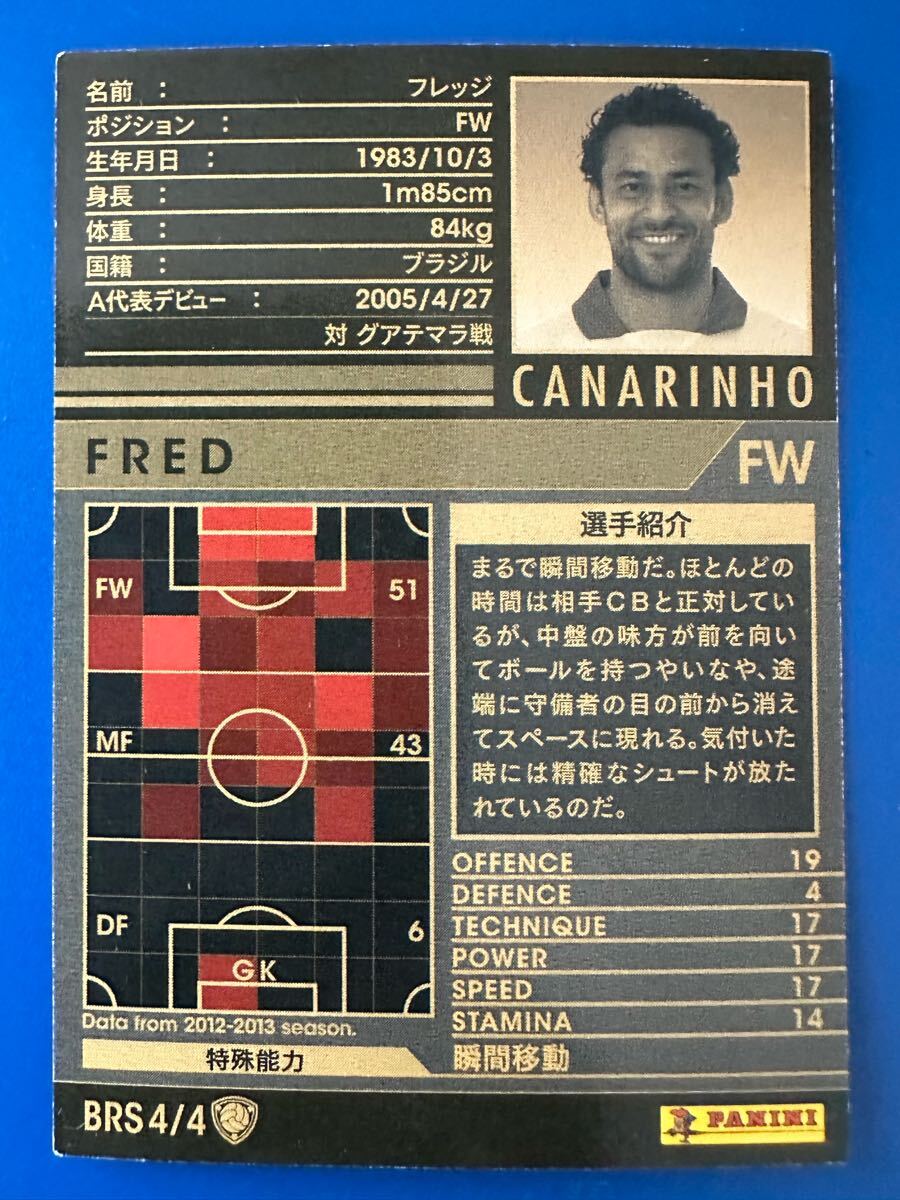 名前 : フレッジ
ポジション : FW
生年月日 : 1983/10/3
身長 : 1m85cm
体重 : 84kg
国籍 : ブラジル
A代表デビュー : 2005/4/27
対 グアテマラ戦
CANARINHO
FRED
FW
FW 51
MF 43
DF 6
GK
Data from 2012-2013 season.
選手紹介
まるで瞬間移動だ。ほとんどの
時間は相手CBと正対してい
るが、中盤の味方が前を向い
てボールを持つやいなや、途
端に守備者の目の前から消え
てスペースに現れる。気付いた
時には精確なシュートが放た
れているのだ。
OFFENCE 19
DEFENCE 4
TECHNIQUE 17
POWER 17
SPEED 17
STAMINA 14
特殊能力 瞬間移動
BRS 4/4
PANINI